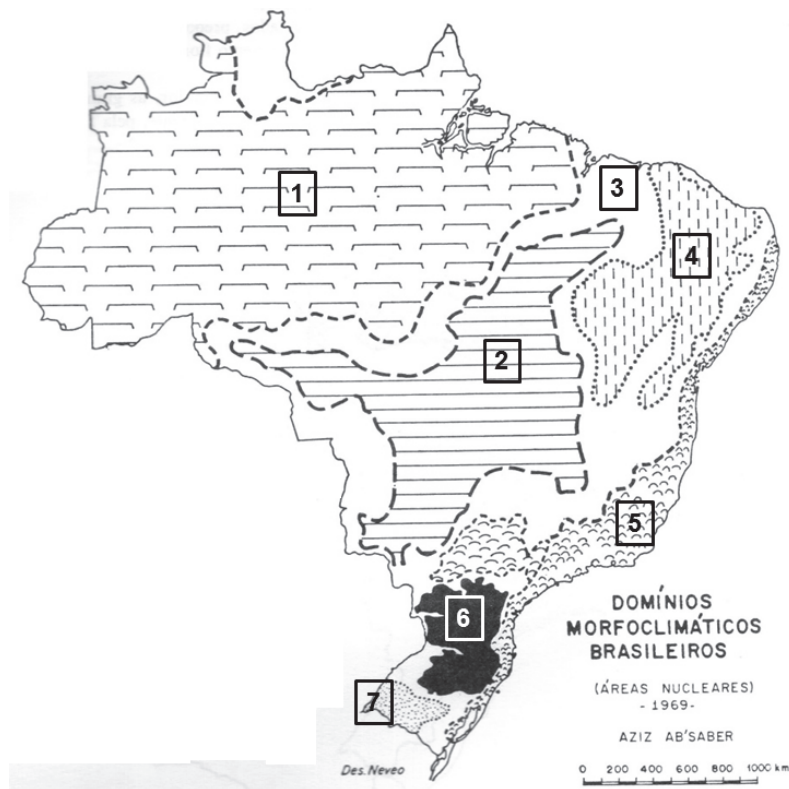 1
3
4
2
5
6
7
DOMÍNIOS
MORFOCLIMÁTICOS
BRASILEIROS
(ÁREAS NUCLEARES)
-1969-
AZIZ AB'SABER
Des. Neveo
0 200 400 600 800 1000 km